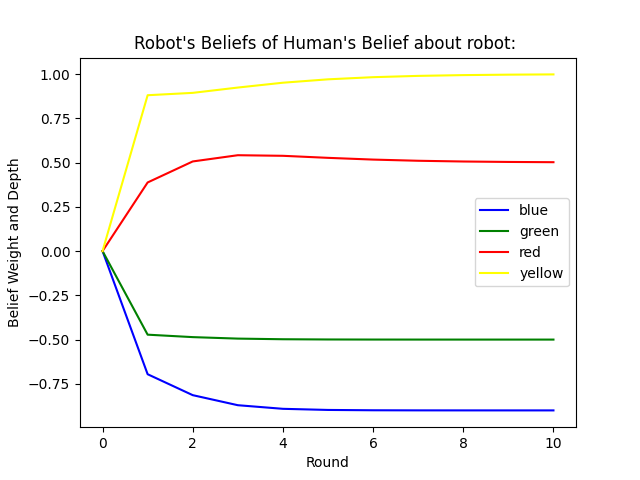 Robot's Beliefs of Human's Belief about robot:
Belief Weight and Depth
1.00
0.75
0.50
0.25
0.00
−0.25
−0.50
−0.75
blue
green
red
yellow
0 2 4 6 8 10
Round